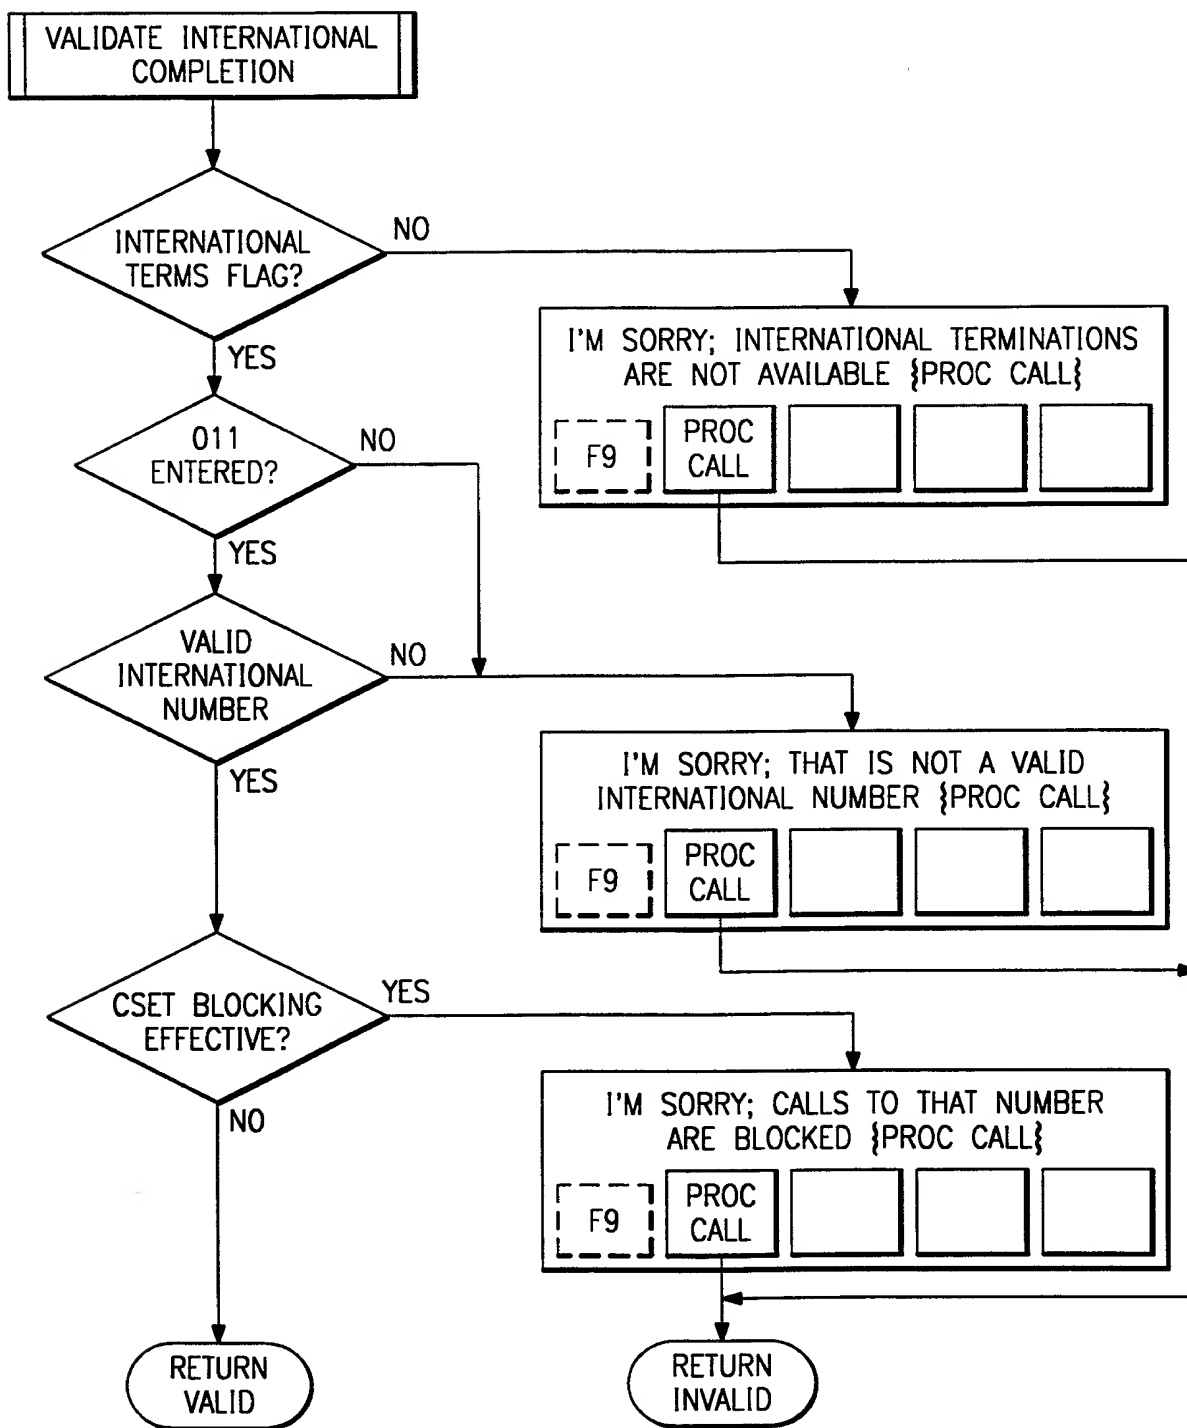 VALIDATE INTERNATIONAL
COMPLETION
INTERNATIONAL
TERMS FLAG?
NO
YES
I'M SORRY; INTERNATIONAL TERMINATIONS
ARE NOT AVAILABLE {PROC CALL}
F9
PROC
CALL
011
ENTERED?
NO
YES
VALID
INTERNATIONAL
NUMBER
NO
YES
I'M SORRY; THAT IS NOT A VALID
INTERNATIONAL NUMBER {PROC CALL}
F9
PROC
CALL
CSET BLOCKING
EFFECTIVE?
YES
NO
I'M SORRY; CALLS TO THAT NUMBER
ARE BLOCKED {PROC CALL}
F9
PROC
CALL
RETURN
VALID
RETURN
INVALID